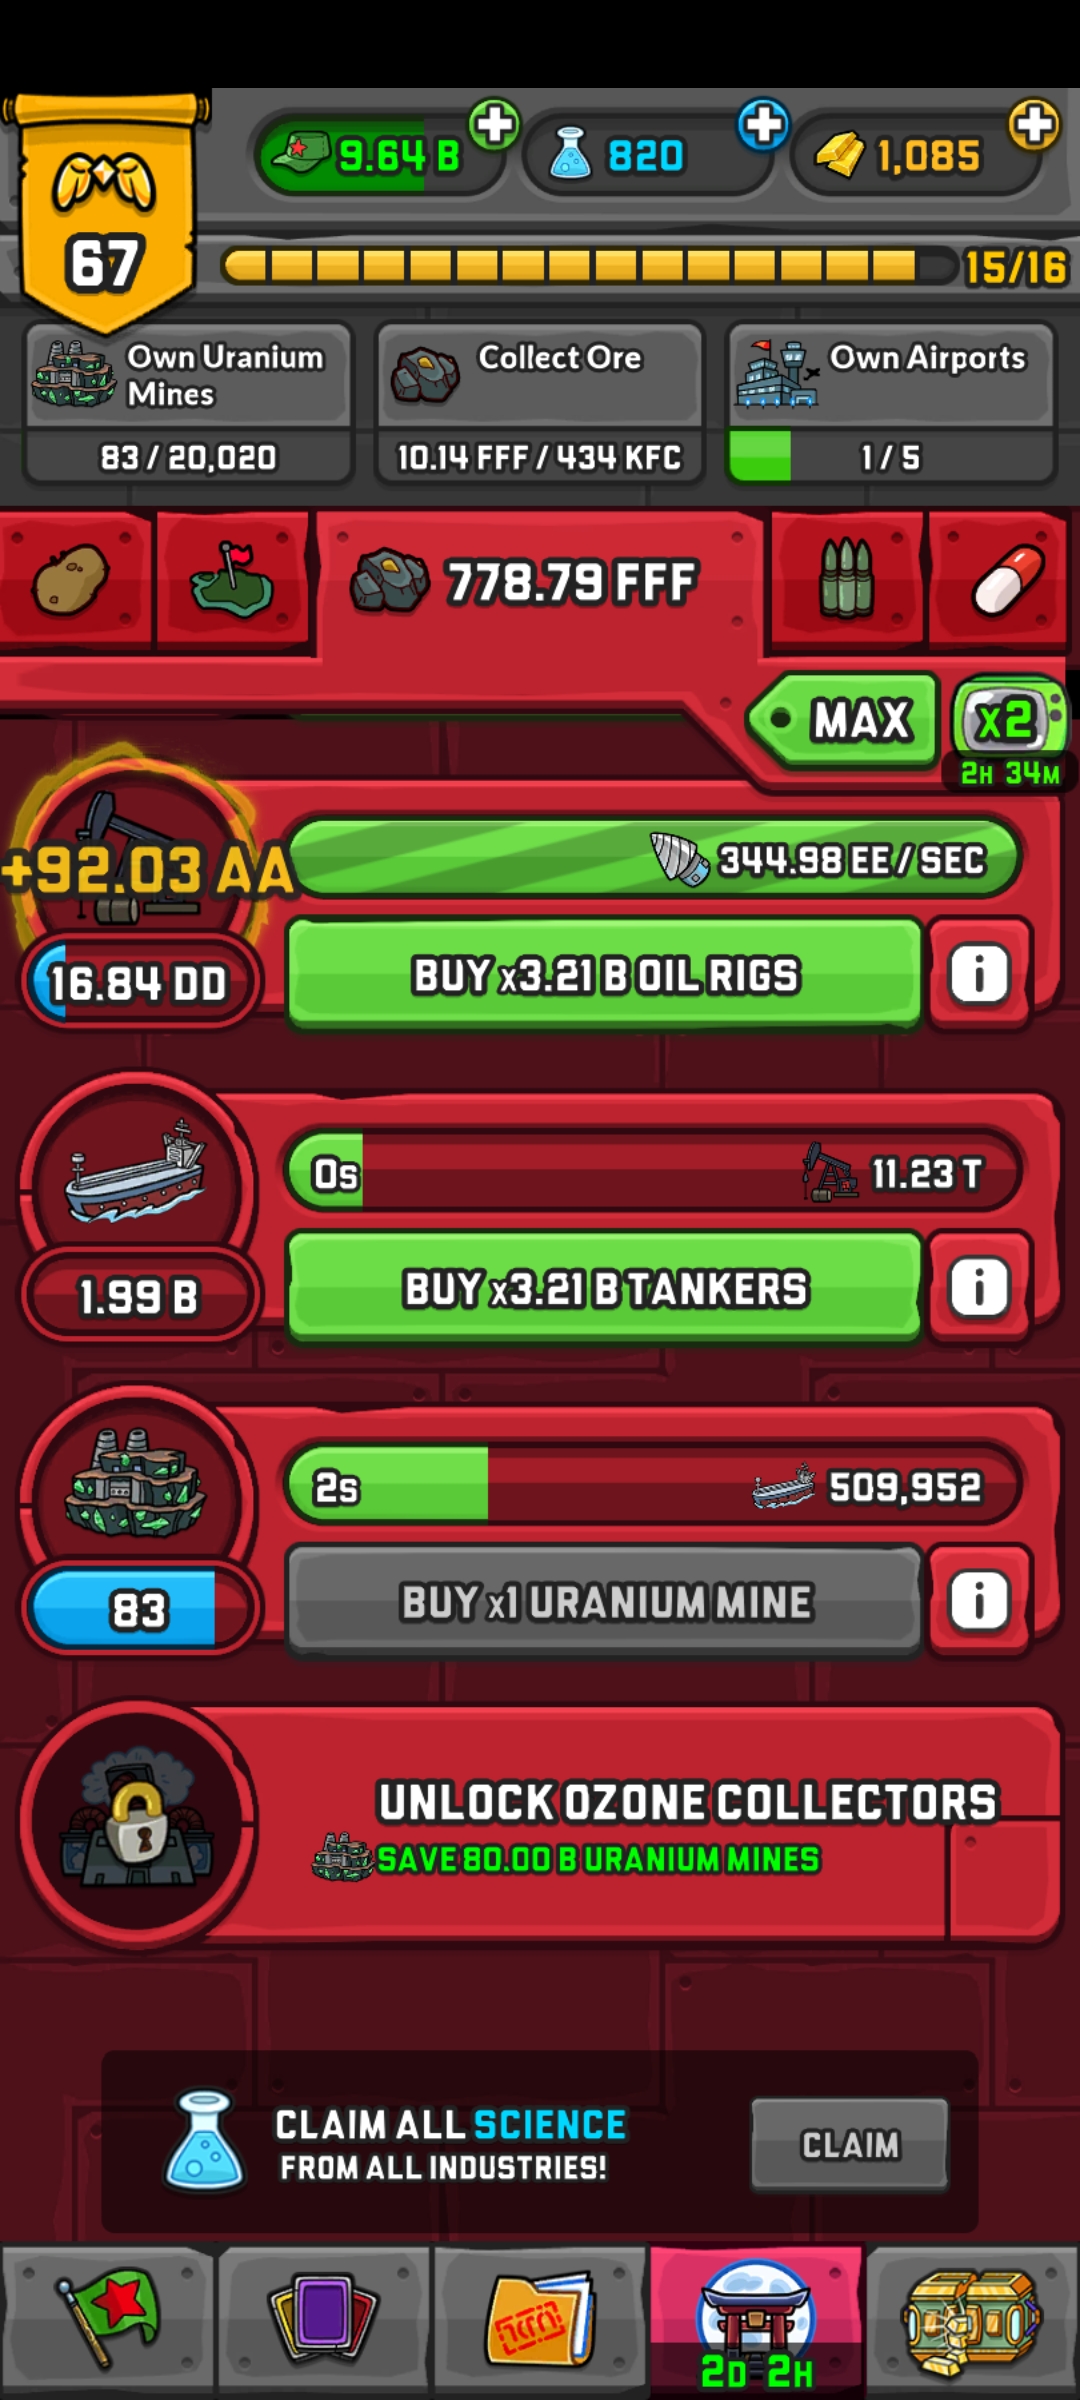 9.64 B
820
1,085
67
15/16
Own Uranium
Mines
83 / 20,020
Collect Ore
10.14 FFF / 434 KFC
Own Airports
1 / 5
778.79 FFF
MAX
x2
2H 34M
+92.03 AA
344.98 EE / SEC
16.84 DD
BUY x3.21 B OIL RIGS
i
0s
11.23 T
1.99 B
BUY x3.21 B TANKERS
i
2s
509,952
83
BUY x1 URANIUM MINE
i
UNLOCK OZONE COLLECTORS
SAVE 80.00 B URANIUM MINES
CLAIM ALL SCIENCE
FROM ALL INDUSTRIES!
CLAIM
2D 2H